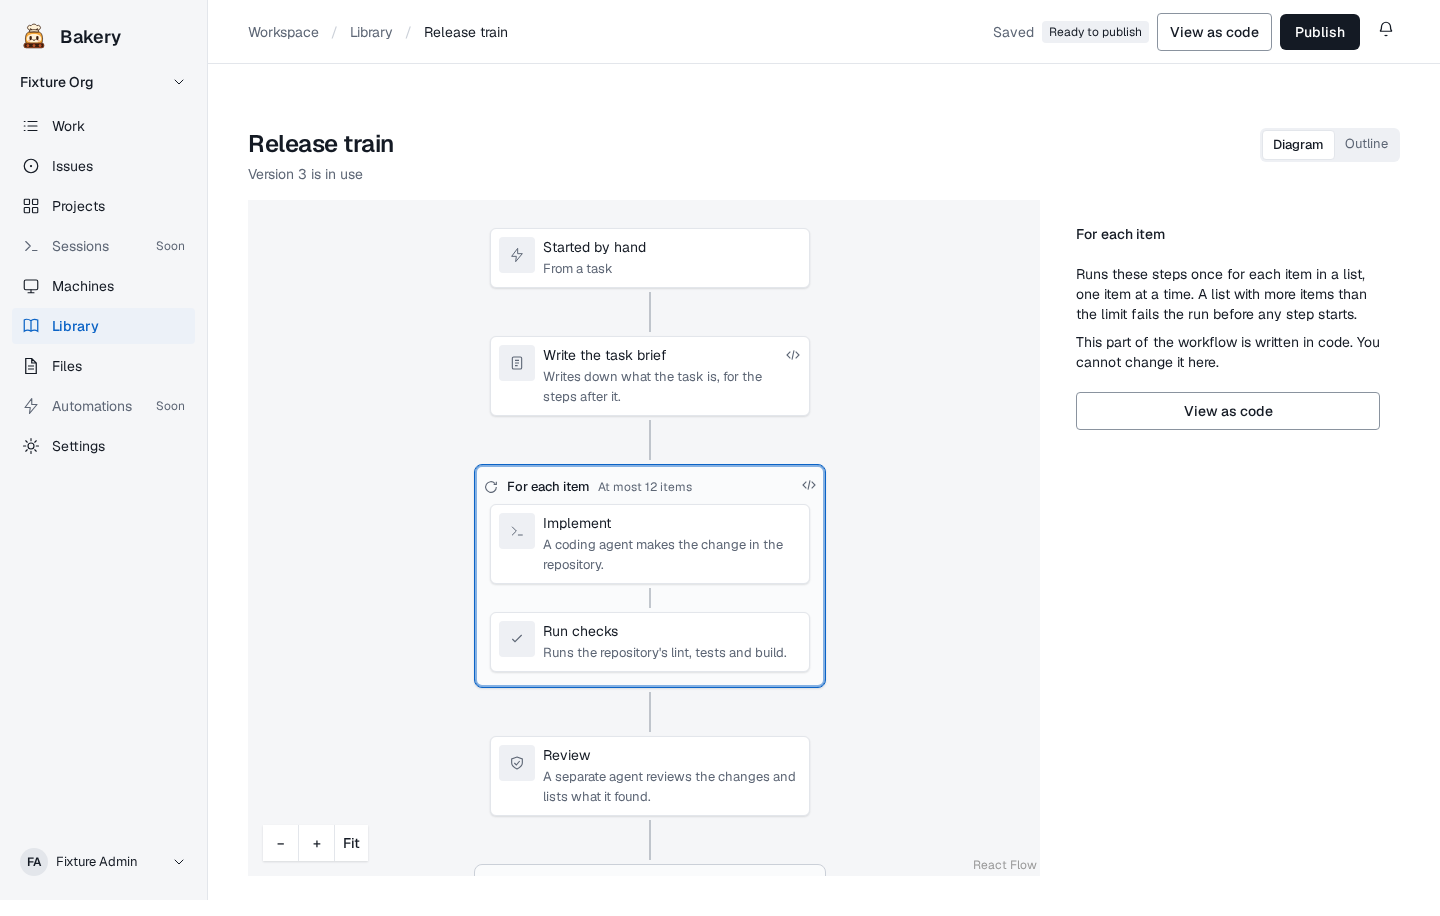 Bakery
Fixture Org
Work
Issues
Projects
Sessions Soon
Machines
Library
Files
Automations Soon
Settings
FA Fixture Admin
Workspace / Library / Release train
Saved Ready to publish View as code Publish
Release train
Version 3 is in use
Diagram Outline
Started by hand
From a task
Write the task brief
Writes down what the task is, for the
steps after it.
For each item At most 12 items
Implement
A coding agent makes the change in the
repository.
Run checks
Runs the repository's lint, tests and build.
Review
A separate agent reviews the changes and
lists what it found.
− + Fit
React Flow
For each item
Runs these steps once for each item in a list,
one item at a time. A list with more items than
the limit fails the run before any step starts.
This part of the workflow is written in code. You
cannot change it here.
View as code